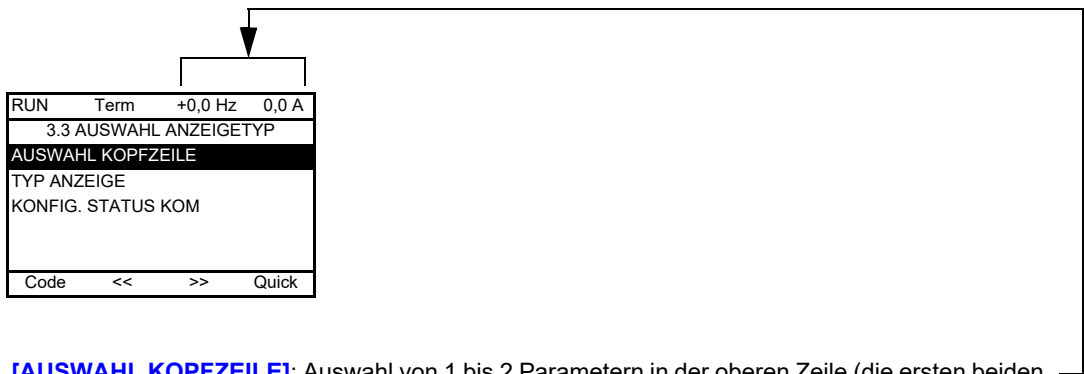 RUN Term +0,0 Hz 0,0 A
3.3 AUSWAHL ANZEIGETYP
AUSWAHL KOPFZEILE
TYP ANZEIGE
KONFIG. STATUS KOM
Code << >> Quick
[AUSWAHL KOPFZEILE]: Auswahl von 1 bis 2 Parametern in der oberen Zeile (die ersten beiden